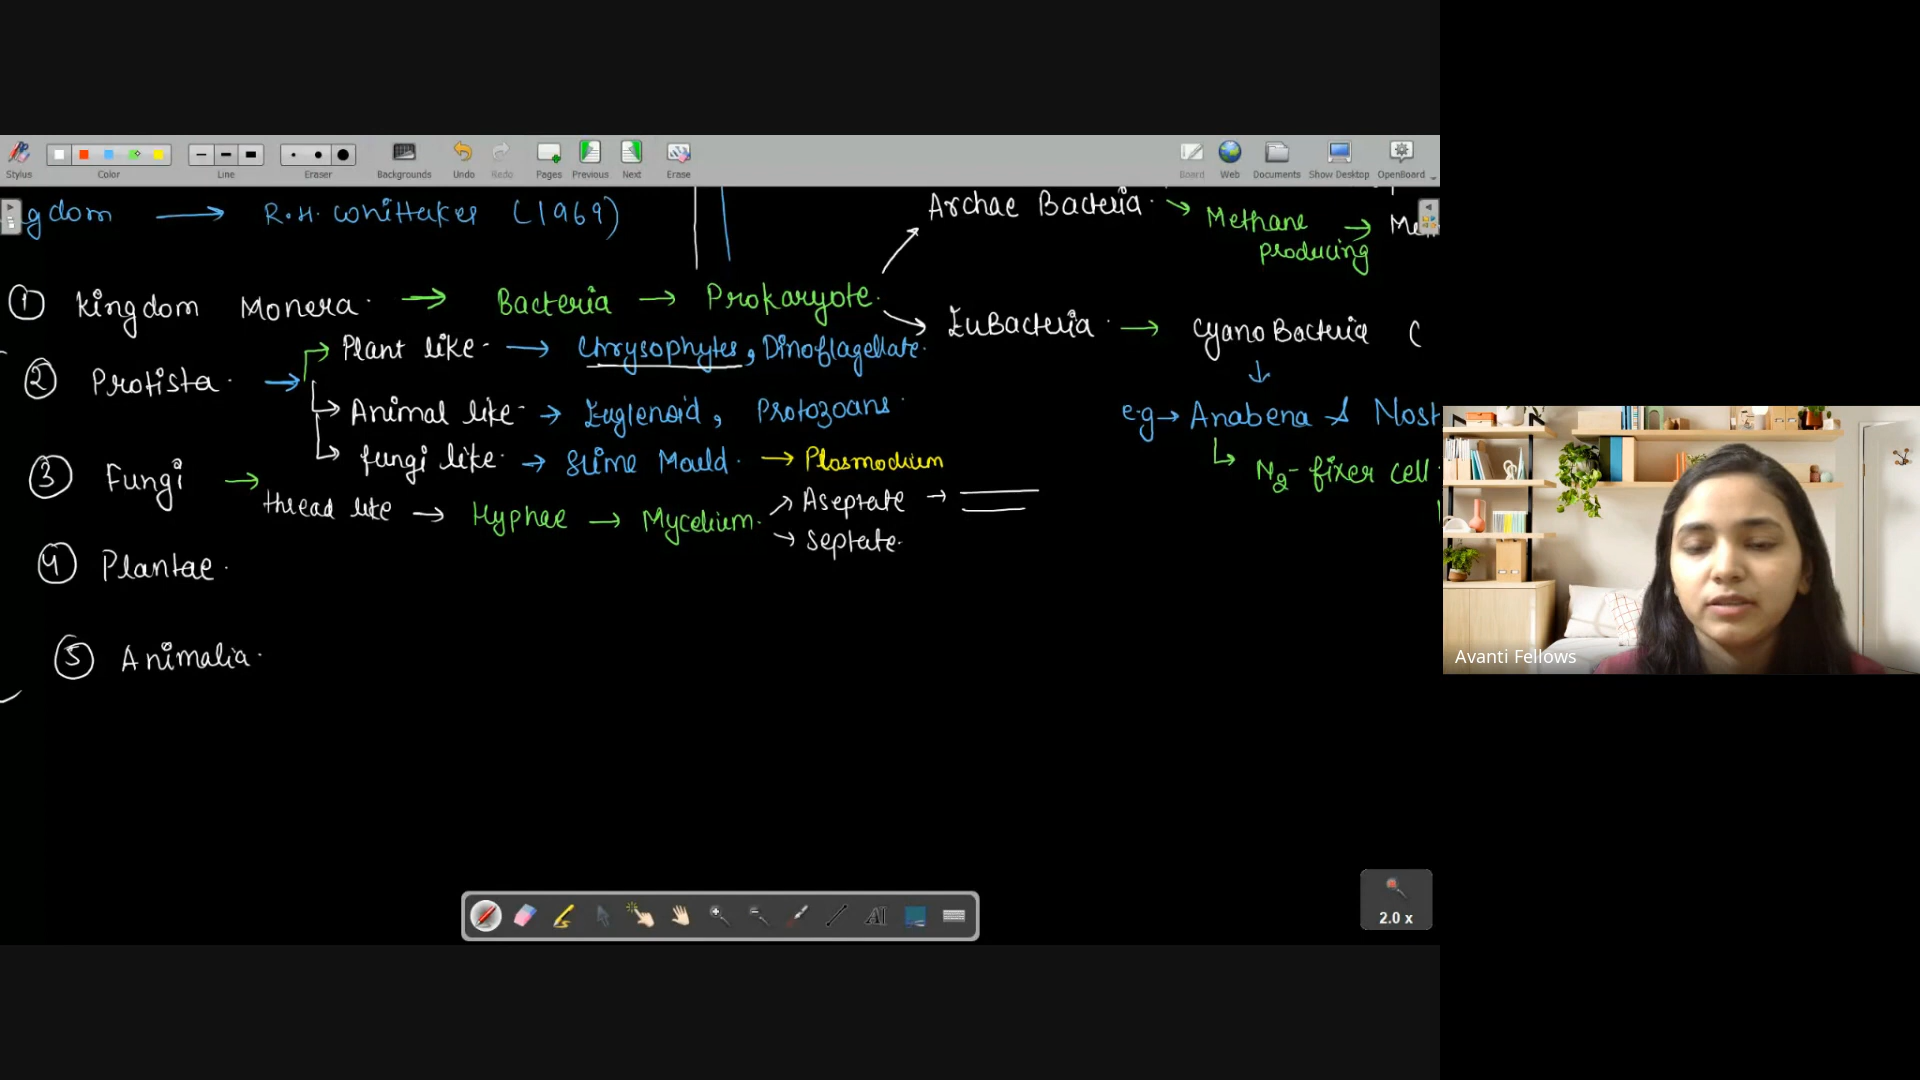 Stylus Color Line Eraser Backgrounds Undo Redo Pages Previous Next Erase Board Web Documents Show Desktop OpenBoard
gdom → R.H. Whittaker (1969)
Archae Bacteria. → Methane producing →
① Kingdom Monera. → Bacteria → Prokaryote.
EuBacteria. → Cyano Bacteria (
② Protista. → Plant like. → Chrysophytes, Dinoflagellate.
↳ Animal like. → Euglenoid, Protozoans.
↳ fungi like. → Slime Mould. → Plasmodium
e.g → Anabena & Nost
↳ N2-fixer cell
③ Fungi → thread like → Hyphae → Mycelium.
→ Aseptate →
→ Septate.
④ Plantae.
⑤ Animalia.
Avanti Fellows
2.0 x